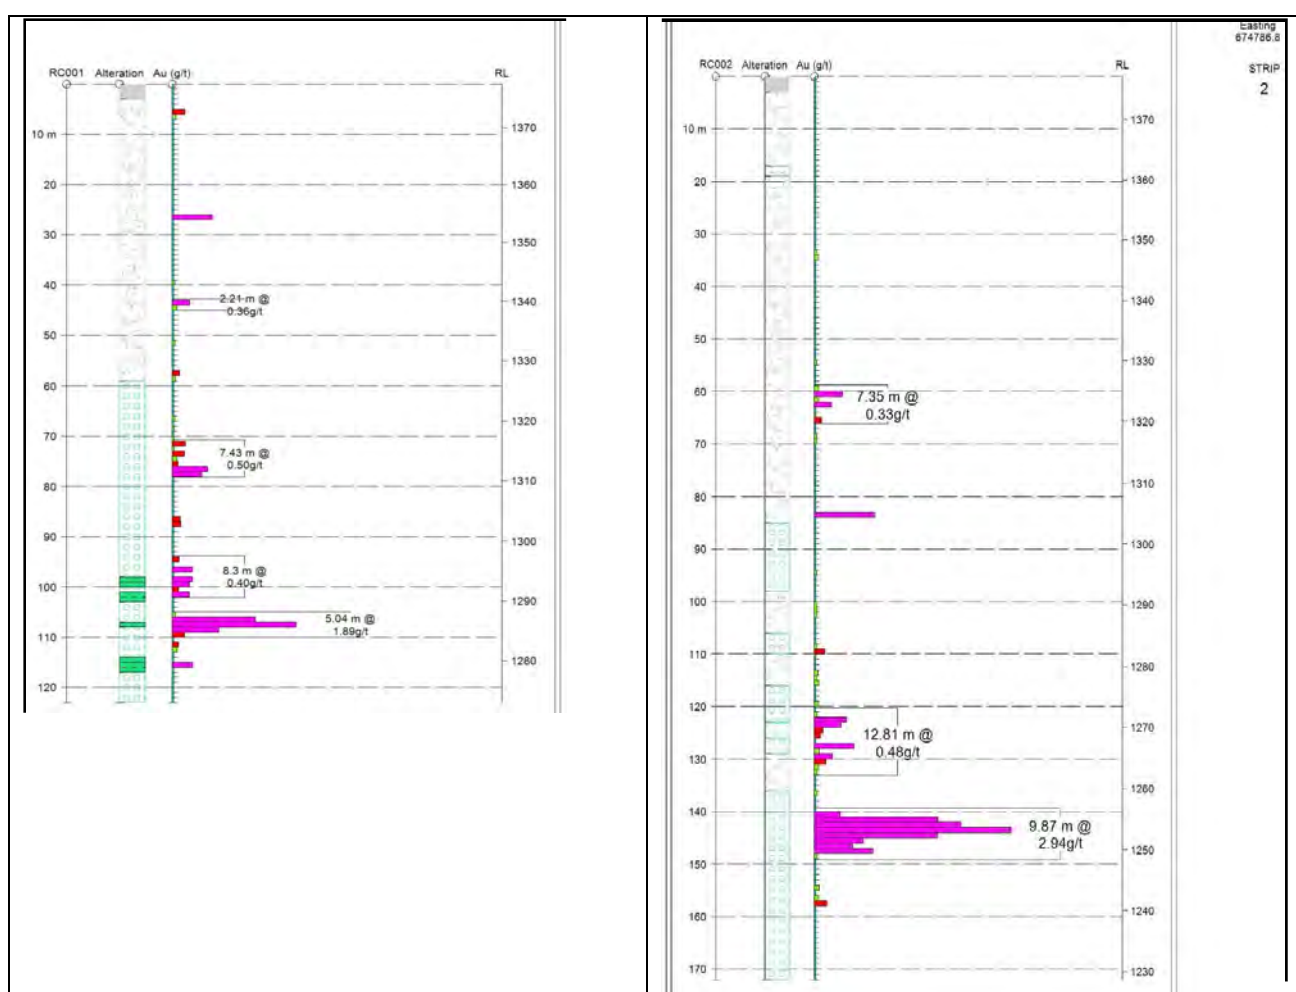 RC001 Alteration Au (g/t) RL
10 m
20
30
40
50
60
70
80
90
100
110
120
2.21 m @
0.36g/t
7.43 m @
0.50g/t
8.3 m @
0.40g/t
5.04 m @
1.89g/t
1370
1360
1350
1340
1330
1320
1310
1300
1290
1280
Easting
674786.8
STRIP
2
RC002 Alteration Au (g/t) RL
10 m
20
30
40
50
60
70
80
90
100
110
120
130
140
150
160
170
7.35 m @
0.33g/t
12.81 m @
0.48g/t
9.87 m @
2.94g/t
1370
1360
1350
1340
1330
1320
1310
1300
1290
1280
1270
1260
1250
1240
1230